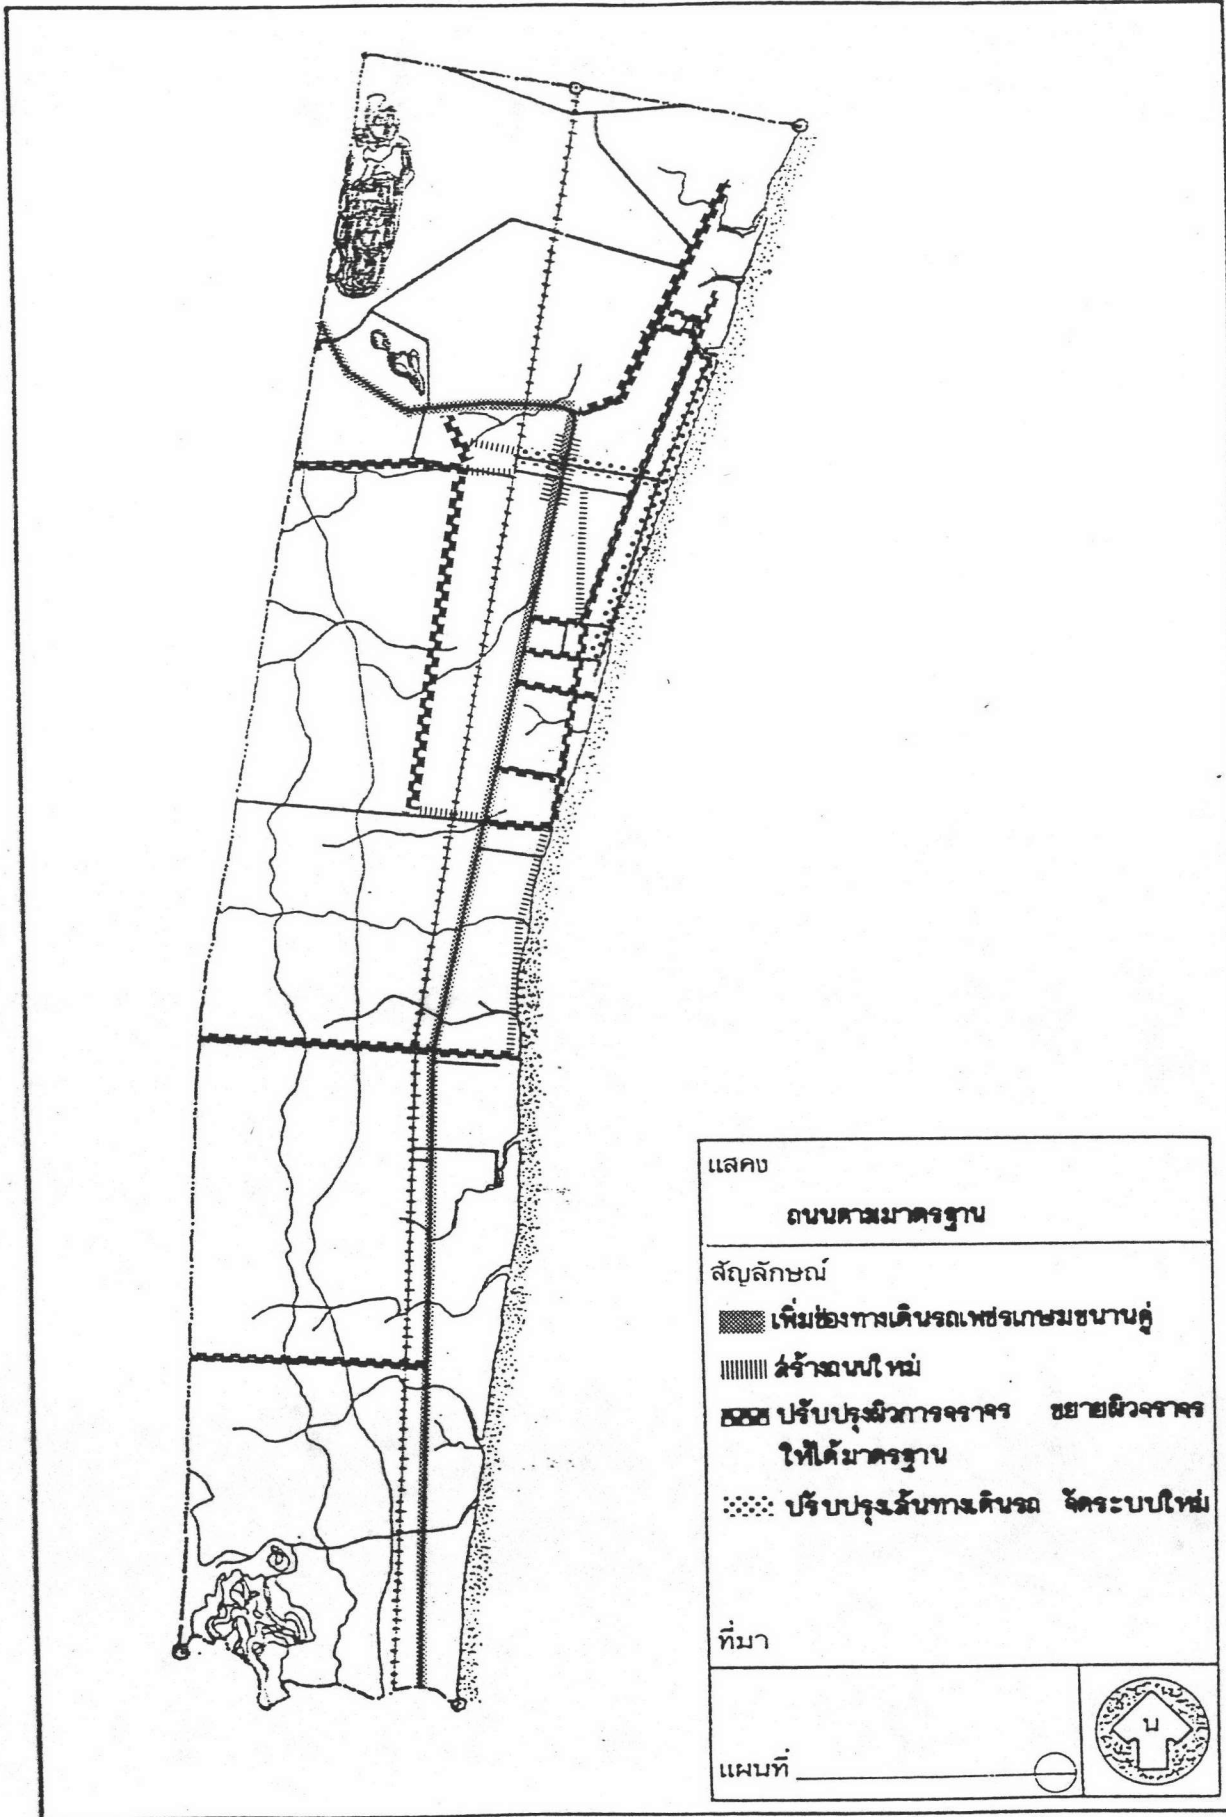 แสดง
ถนนตามมาตรฐาน
สัญลักษณ์
เพิ่มช่องทางเดินรถเพชรเกษมขนานคู่
สร้างถนนใหม่
ปรับปรุงผิวการจราจร ขยายผิวจราจร
ให้ได้มาตรฐาน
ปรับปรุงเส้นทางเดินรถ จัดระบบใหม่
ที่มา
น
แผนที่